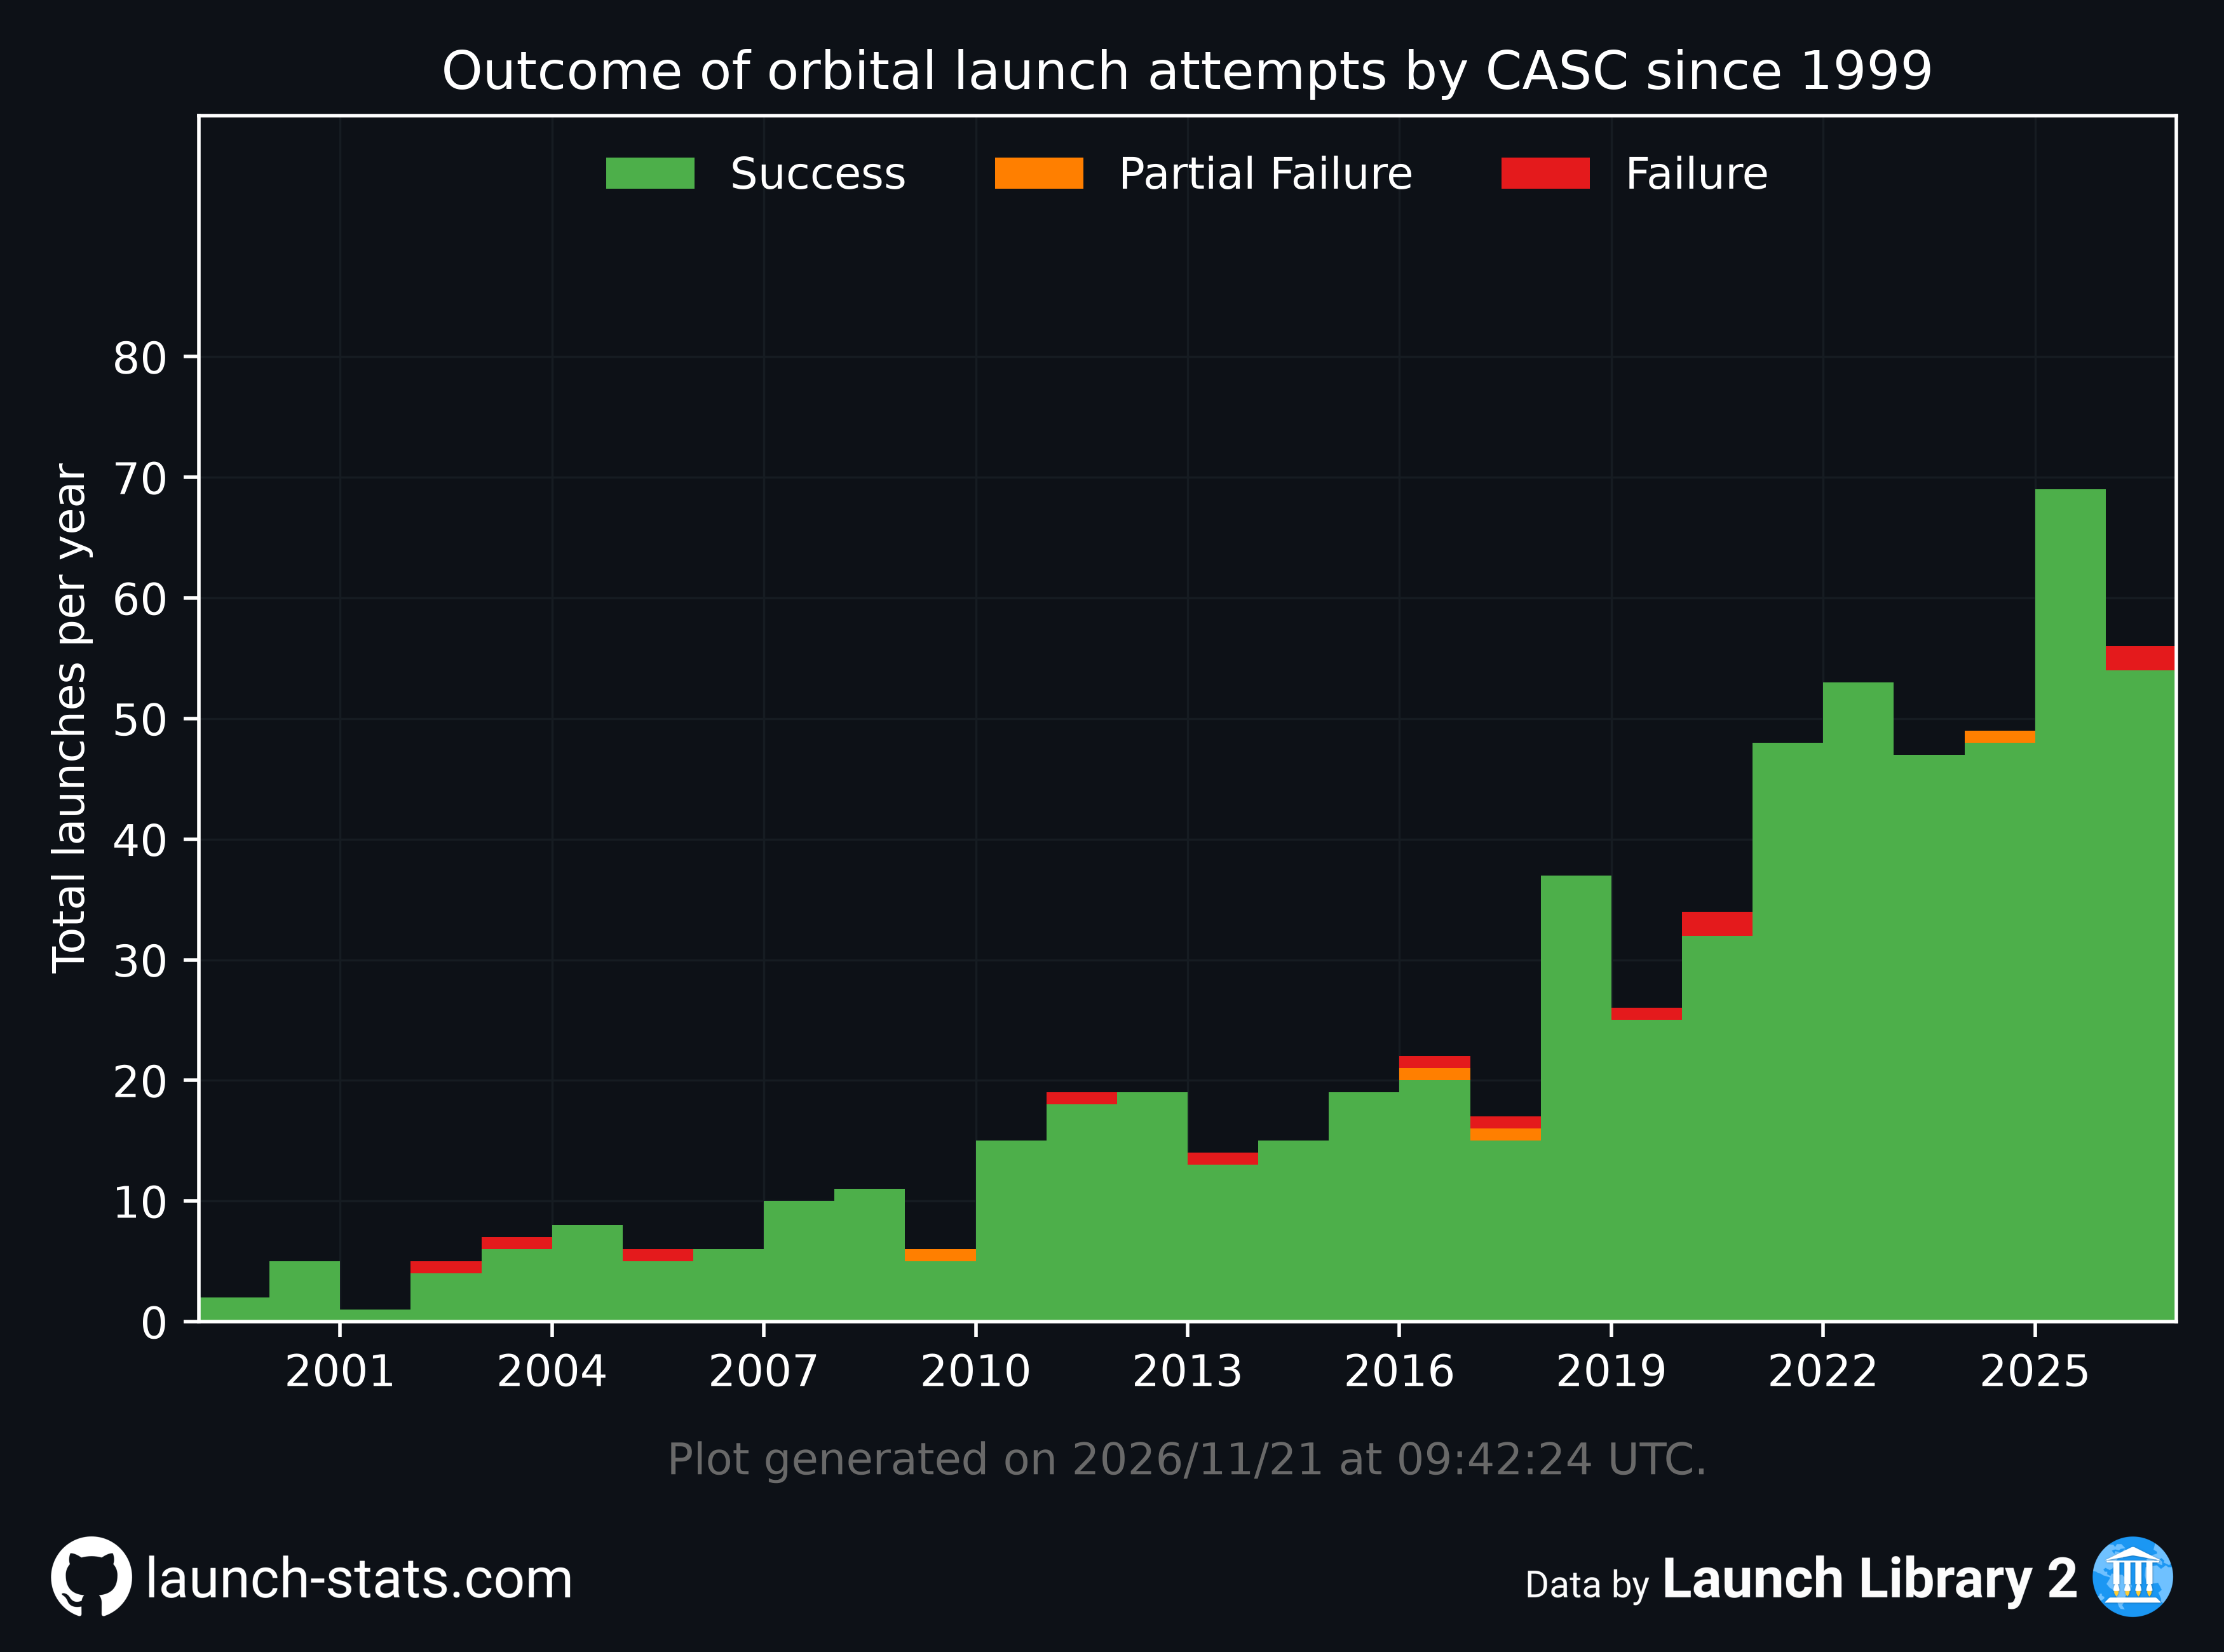 Outcome of orbital launch attempts by CASC since 1999
Success Partial Failure Failure
Total launches per year
80
70
60
50
40
30
20
10
0
2001 2004 2007 2010 2013 2016 2019 2022 2025
Plot generated on 2026/11/21 at 09:42:24 UTC.
launch-stats.com
Data by Launch Library 2